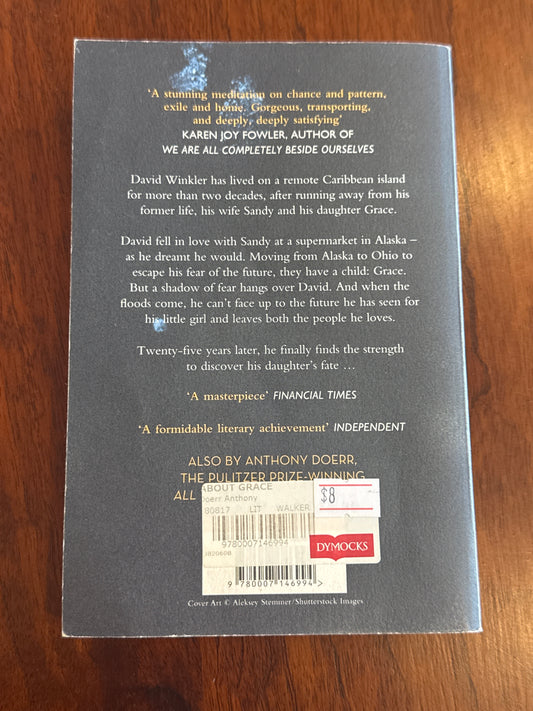 ‘A stunning meditation on chance and pattern,
exile and home. Gorgeous, transporting,
and deeply, deeply satisfying’
KAREN JOY FOWLER, AUTHOR OF
WE ARE ALL COMPLETELY BESIDE OURSELVES
David Winkler has lived on a remote Caribbean island
for more than two decades, after running away from his
former life, his wife Sandy and his daughter Grace.
David fell in love with Sandy at a supermarket in Alaska –
as he dreamt he would. Moving from Alaska to Ohio to
escape his fear of the future, they have a child: Grace.
But a shadow of fear hangs over David. And when the
floods come, he can’t face up to the future he has seen for
his little girl and leaves both the people he loves.
Twenty-five years later, he finally finds the strength
to discover his daughter’s fate …
‘A masterpiece’ FINANCIAL TIMES
‘A formidable literary achievement’ INDEPENDENT
ALSO BY ANTHONY DOERR,
THE PULITZER PRIZE-WINNING
ALL
ABOUT GRACE
Doerr Anthony
80817 LIT WALKER
$8
9780007146994
DYMOCKS
9 780007 146994 >
Cover Art © Aleksey Stemmer/Shutterstock Images